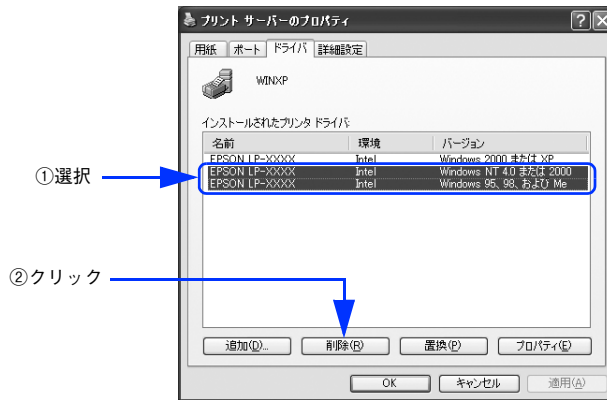 プリント サーバーのプロパティ
用紙 ポート ドライバ 詳細設定
WINXP
インストールされたプリンタ ドライバ:
名前 環境 バージョン
EPSON LP-XXXX Intel Windows 2000 または XP
EPSON LP-XXXX Intel Windows NT 4.0 または 2000
EPSON LP-XXXX Intel Windows 95、98、および Me
①選択
②クリック
追加(D)... 削除(R) 置換(P) プロパティ(E)
OK キャンセル 適用(A)